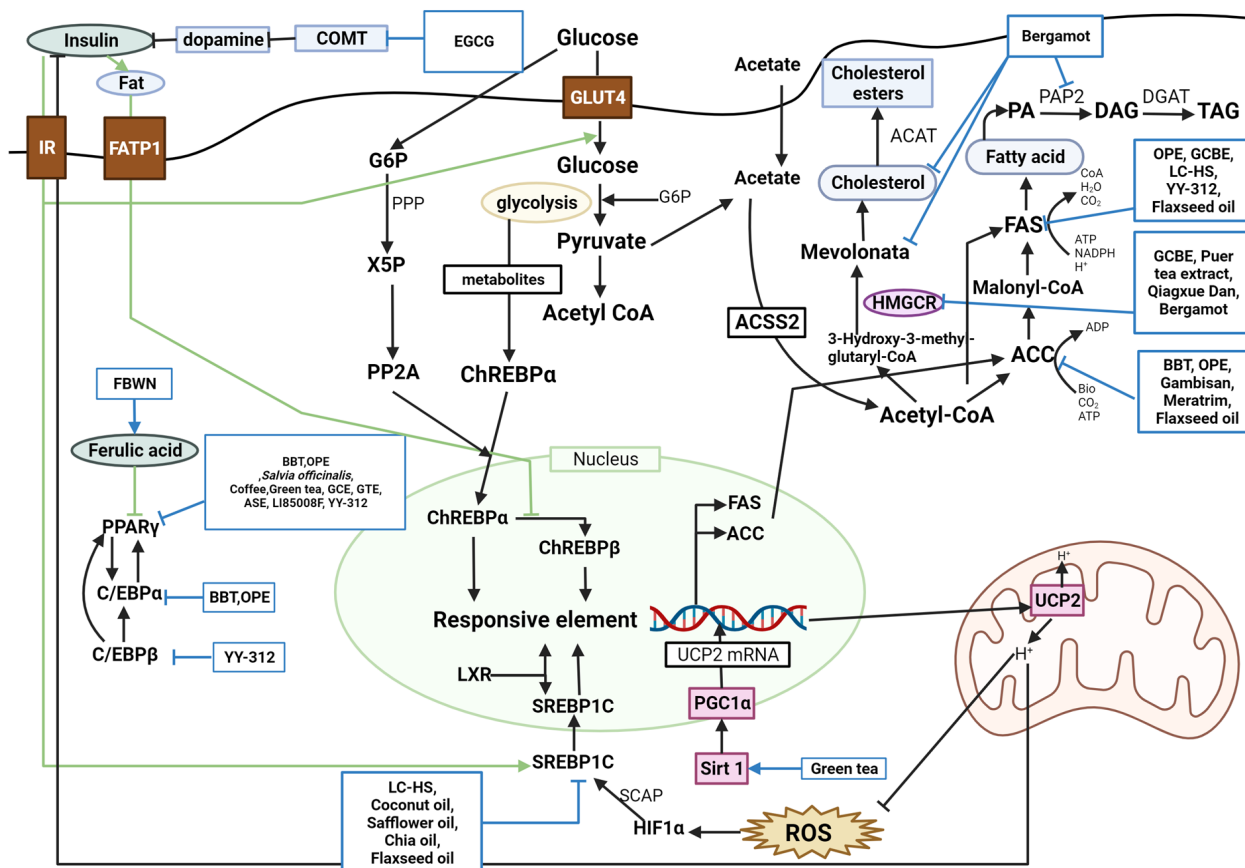 Insulin
dopamine
COMT
EGCG
Fat
IR
FATP1
Glucose
GLUT4
Glucose
G6P
glycolysis
G6P
PPP
Pyruvate
X5P
metabolites
Acetyl CoA
PP2A
ChREBPα
Acetate
Acetate
ACSS2
Cholesterol
esters
ACAT
Cholesterol
Mevolonata
HMGCR
3-Hydroxy-3-methyl-
glutaryl-CoA
Acetyl-CoA
Bergamot
PA
PAP2
DAG
DGAT
TAG
Fatty acid
CoA
H₂O
CO₂
FAS
ATP
NADPH
H⁺
Malonyl-CoA
ADP
ACC
Bio
CO₂
ATP
OPE, GCBE,
LC-HS,
YY-312,
Flaxseed oil
GCBE, Puer
tea extract,
Qiagxue Dan,
Bergamot
BBT, OPE,
Gambisan,
Meratrim,
Flaxseed oil
FBWN
Ferulic acid
BBT,OPE
,Salvia officinalis,
Coffee,Green tea, GCE, GTE,
ASE, LI85008F, YY-312
PPARγ
C/EBPα
BBT,OPE
C/EBPβ
YY-312
Nucleus
ChREBPα
ChREBPβ
FAS
ACC
Responsive element
UCP2 mRNA
LXR
SREBP1C
PGC1α
SREBP1C
Sirt 1
Green tea
H⁺
UCP2
H⁺
LC-HS,
Coconut oil,
Safflower oil,
Chia oil,
Flaxseed oil
SCAP
HIF1α
ROS